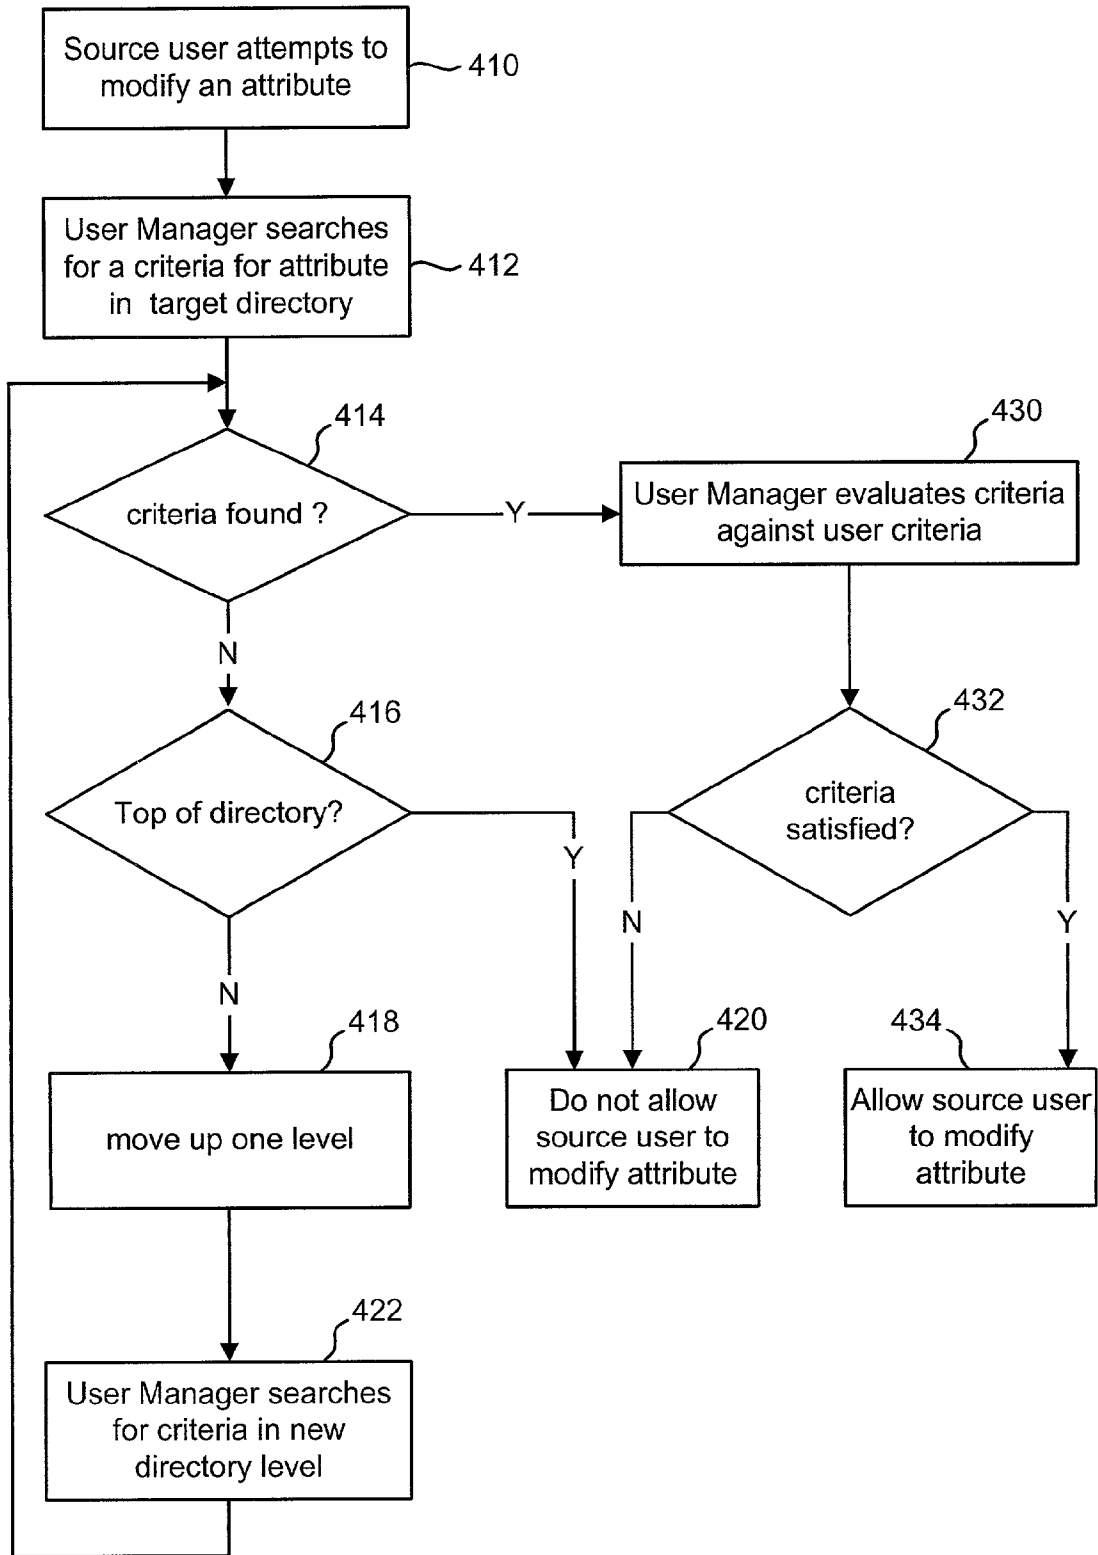 Source user attempts to
modify an attribute
410
User Manager searches
for a criteria for attribute
in target directory
412
414
criteria found ?
Y
430
User Manager evaluates criteria
against user criteria
N
416
Top of directory?
Y
432
criteria
satisfied?
N
Y
N
418
move up one level
420
Do not allow
source user to
modify attribute
434
Allow source user
to modify
attribute
422
User Manager searches
for criteria in new
directory level